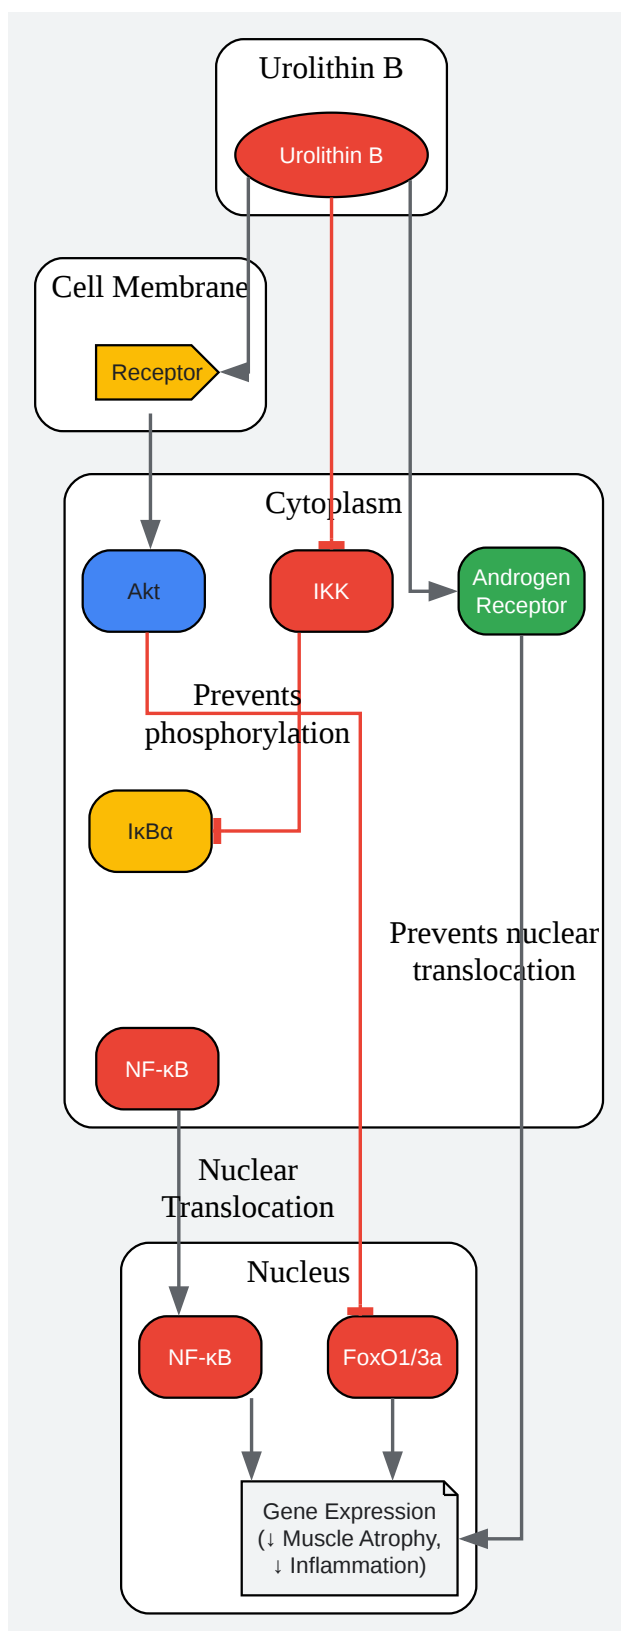 Urolithin B
Urolithin B
Cell Membrane
Receptor
Cytoplasm
Akt
IKK
Androgen
Receptor
Prevents
phosphorylation
IκBα
Prevents nuclear
translocation
NF-κB
Nuclear
Translocation
Nucleus
NF-κB
FoxO1/3a
Gene Expression
(↓ Muscle Atrophy,
↓ Inflammation)